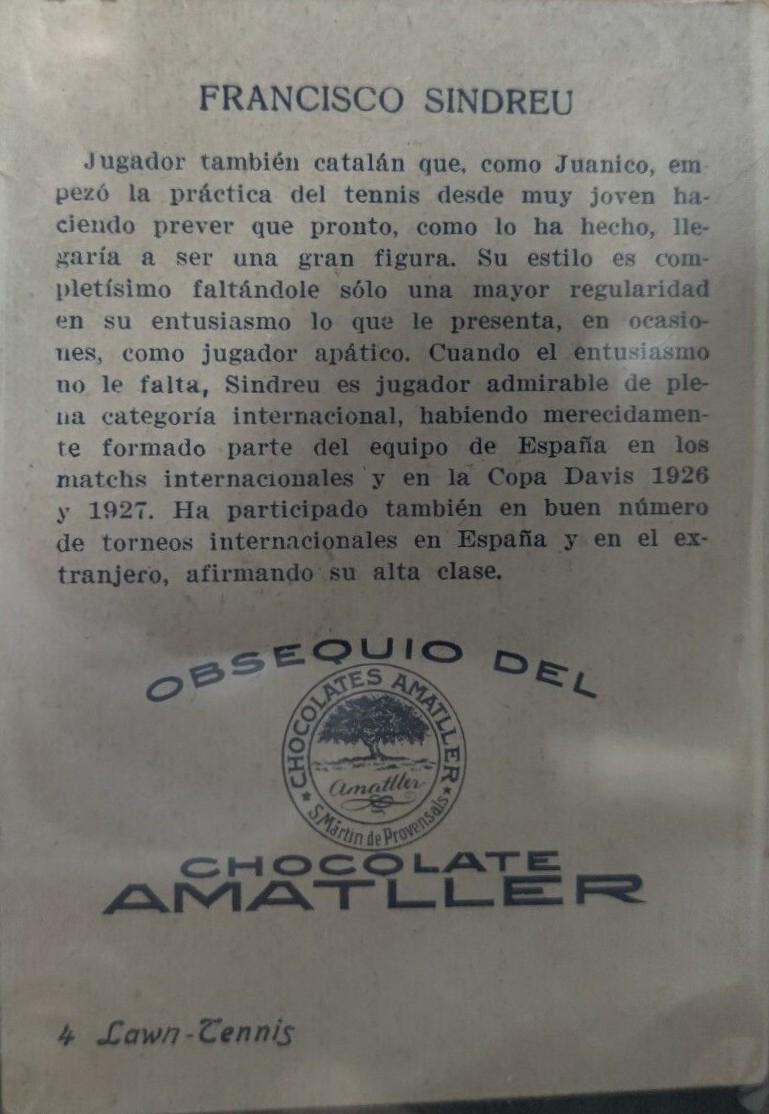 FRANCISCO SINDREU
Jugador también catalán que, como Juanico, em-
pezó la práctica del tennis desde muy joven ha-
ciendo prever que pronto, como lo ha hecho, lle-
garía a ser una gran figura. Su estilo es com-
pletísimo faltándole sólo una mayor regularidad
en su entusiasmo lo que le presenta, en ocasio-
nes, como jugador apático. Cuando el entusiasmo
no le falta, Sindreu es jugador admirable de ple-
na categoría internacional, habiendo merecidamen-
te formado parte del equipo de España en los
matchs internacionales y en la Copa Davis 1926
y 1927. Ha participado también en buen número
de torneos internacionales en España y en el ex-
tranjero, afirmando su alta clase.
OBSEQUIO DEL
CHOCOLATES AMATLLER
Amatller
S. Martin de Provensals
CHOCOLATE
AMATLLER
4 Lawn-Tennis